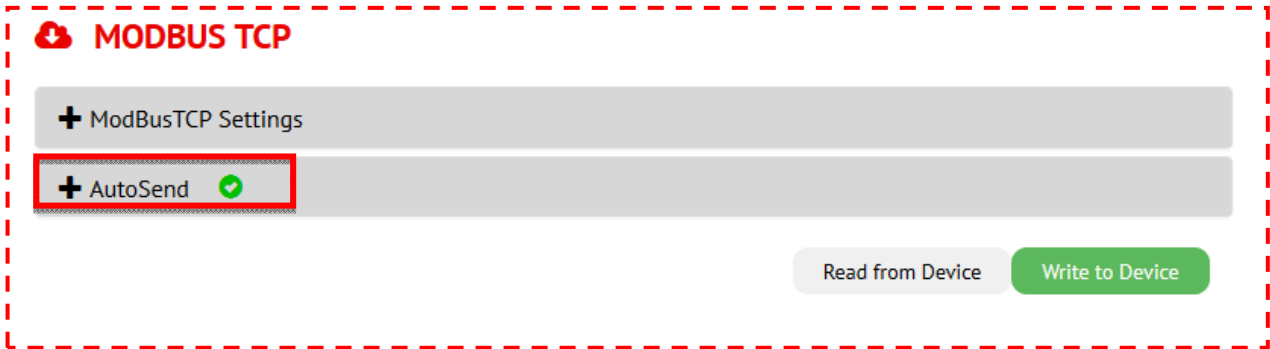 MODBUS TCP
ModBusTCP Settings
AutoSend
Read from Device Write to Device